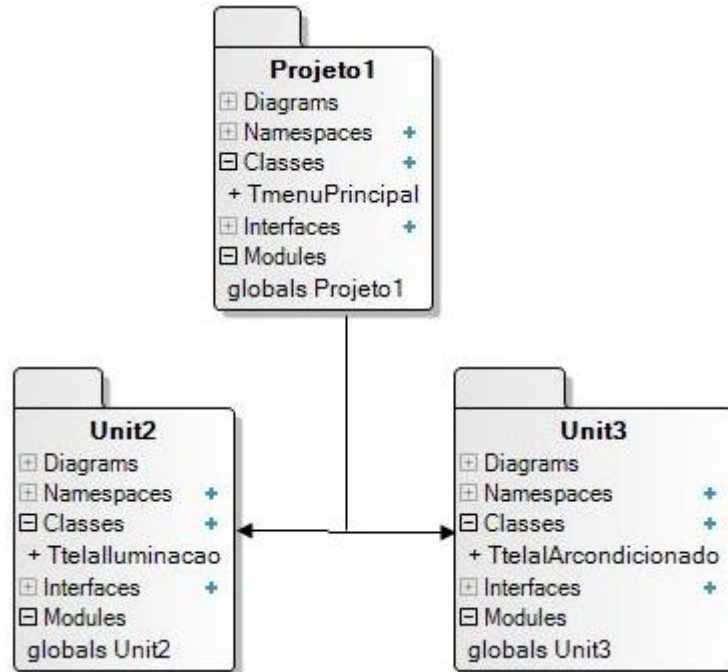 Projeto1
Diagrams
Namespaces
Classes
+ TmenuPrincipal
Interfaces
Modules
globals Projeto1
Unit2
Diagrams
Namespaces
Classes
+ TtelaIluminacao
Interfaces
Modules
globals Unit2
Unit3
Diagrams
Namespaces
Classes
+ TtelalArcondicionado
Interfaces
Modules
globals Unit3